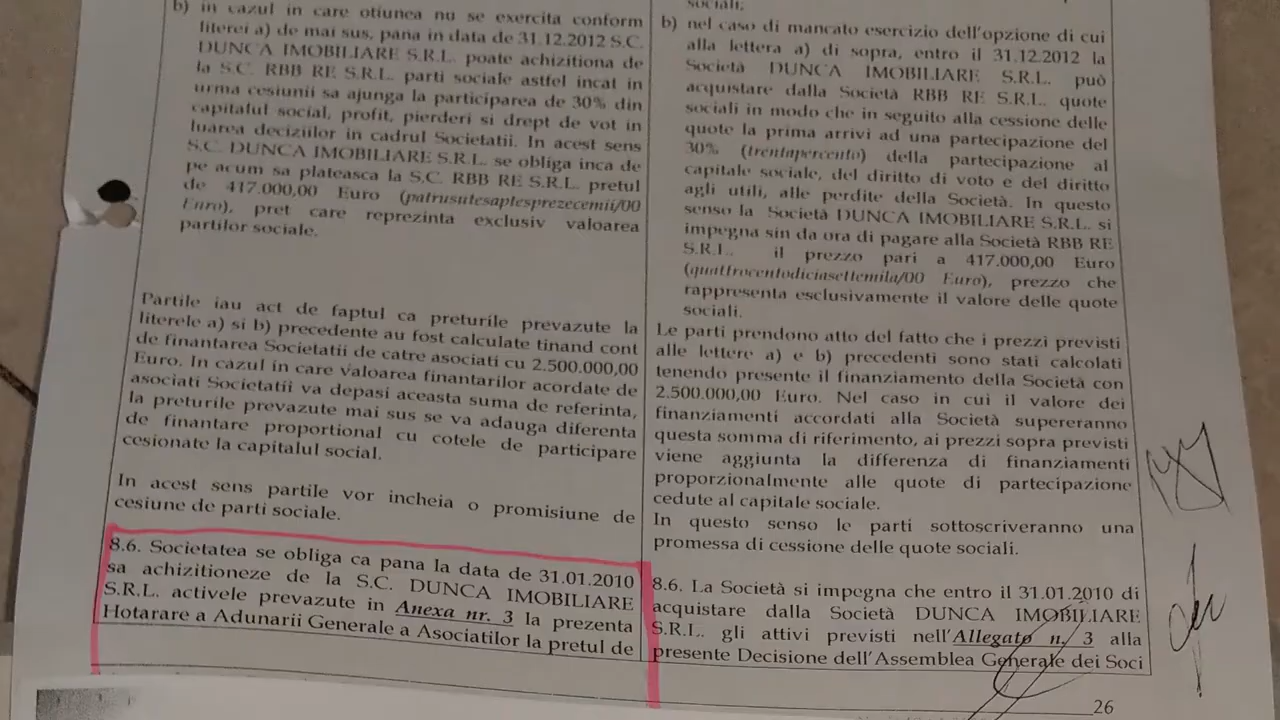 b) in cazul in care otiunea nu se exercita conform
literei a) de mai sus, pana in data de 31.12.2012 S.C.
DUNCA IMOBILIARE S.R.L. poate achizitiona de
la S.C. RBB RE S.R.L. parti sociale astfel incat in
urma cesiunii sa ajunga la participarea de 30% din
capitalul social, profit, pierderi si drept de vot in
luarea deciziilor in cadrul Societatii. In acest sens
S.C. DUNCA IMOBILIARE S.R.L. se obliga inca de
pe acum sa plateasca la S.C. RBB RE S.R.L. pretul
de 417.000,00 Euro (patrusutesaptesprezecemii/00
Euro), pret care reprezinta exclusiv valoarea
partilor sociale.
Partile iau act de faptul ca preturile prevazute la
literele a) si b) precedente au fost calculate tinand cont
de finantarea Societatii de catre asociati cu 2.500.000,00
Euro. In cazul in care valoarea finantarilor acordate de
asociati Societatii va depasi aceasta suma de referinta,
la preturile prevazute mai sus se va adauga diferenta
de finantare proportional cu cotele de participare
cesionate la capitalul social.
In acest sens partile vor incheia o promisiune de
cesiune de parti sociale.
8.6. Societatea se obliga ca pana la data de 31.01.2010
sa achizitioneze de la S.C. DUNCA IMOBILIARE
S.R.L. activele prevazute in Anexa nr. 3 la prezenta
Hotarare a Adunarii Generale a Asociatilor la pretul de
sociali;
b) nel caso di mancato esercizio dell'opzione di cui
alla lettera a) di sopra, entro il 31.12.2012 la
Società DUNCA IMOBILIARE S.R.L. può
acquistare dalla Società RBB RE S.R.L. quote
sociali in modo che in seguito alla cessione delle
quote la prima arrivi ad una partecipazione del
30% (trentapercento) della partecipazione al
capitale sociale, del diritto di voto e del diritto
agli utili, alle perdite della Società. In questo
senso la Società DUNCA IMOBILIARE S.R.L. si
impegna sin da ora di pagare alla Società RBB RE
S.R.L. il prezzo pari a 417.000,00 Euro
(quattrocentodiciasettemila/00 Euro), prezzo che
rappresenta esclusivamente il valore delle quote
sociali.
Le parti prendono atto del fatto che i prezzi previsti
alle lettere a) e b) precedenti sono stati calcolati
tenendo presente il finanziamento della Società con
2.500.000,00 Euro. Nel caso in cui il valore dei
finanziamenti accordati alla Società supereranno
questa somma di riferimento, ai prezzi sopra previsti
viene aggiunta la differenza di finanziamenti
proporzionalmente alle quote di partecipazione
cedute al capitale sociale.
In questo senso le parti sottoscriveranno una
promessa di cessione delle quote sociali.
8.6. La Società si impegna che entro il 31.01.2010 di
acquistare dalla Società DUNCA IMOBILIARE
S.R.L. gli attivi previsti nell'Allegato n. 3 alla
presente Decisione dell'Assemblea Generale dei Soci
26